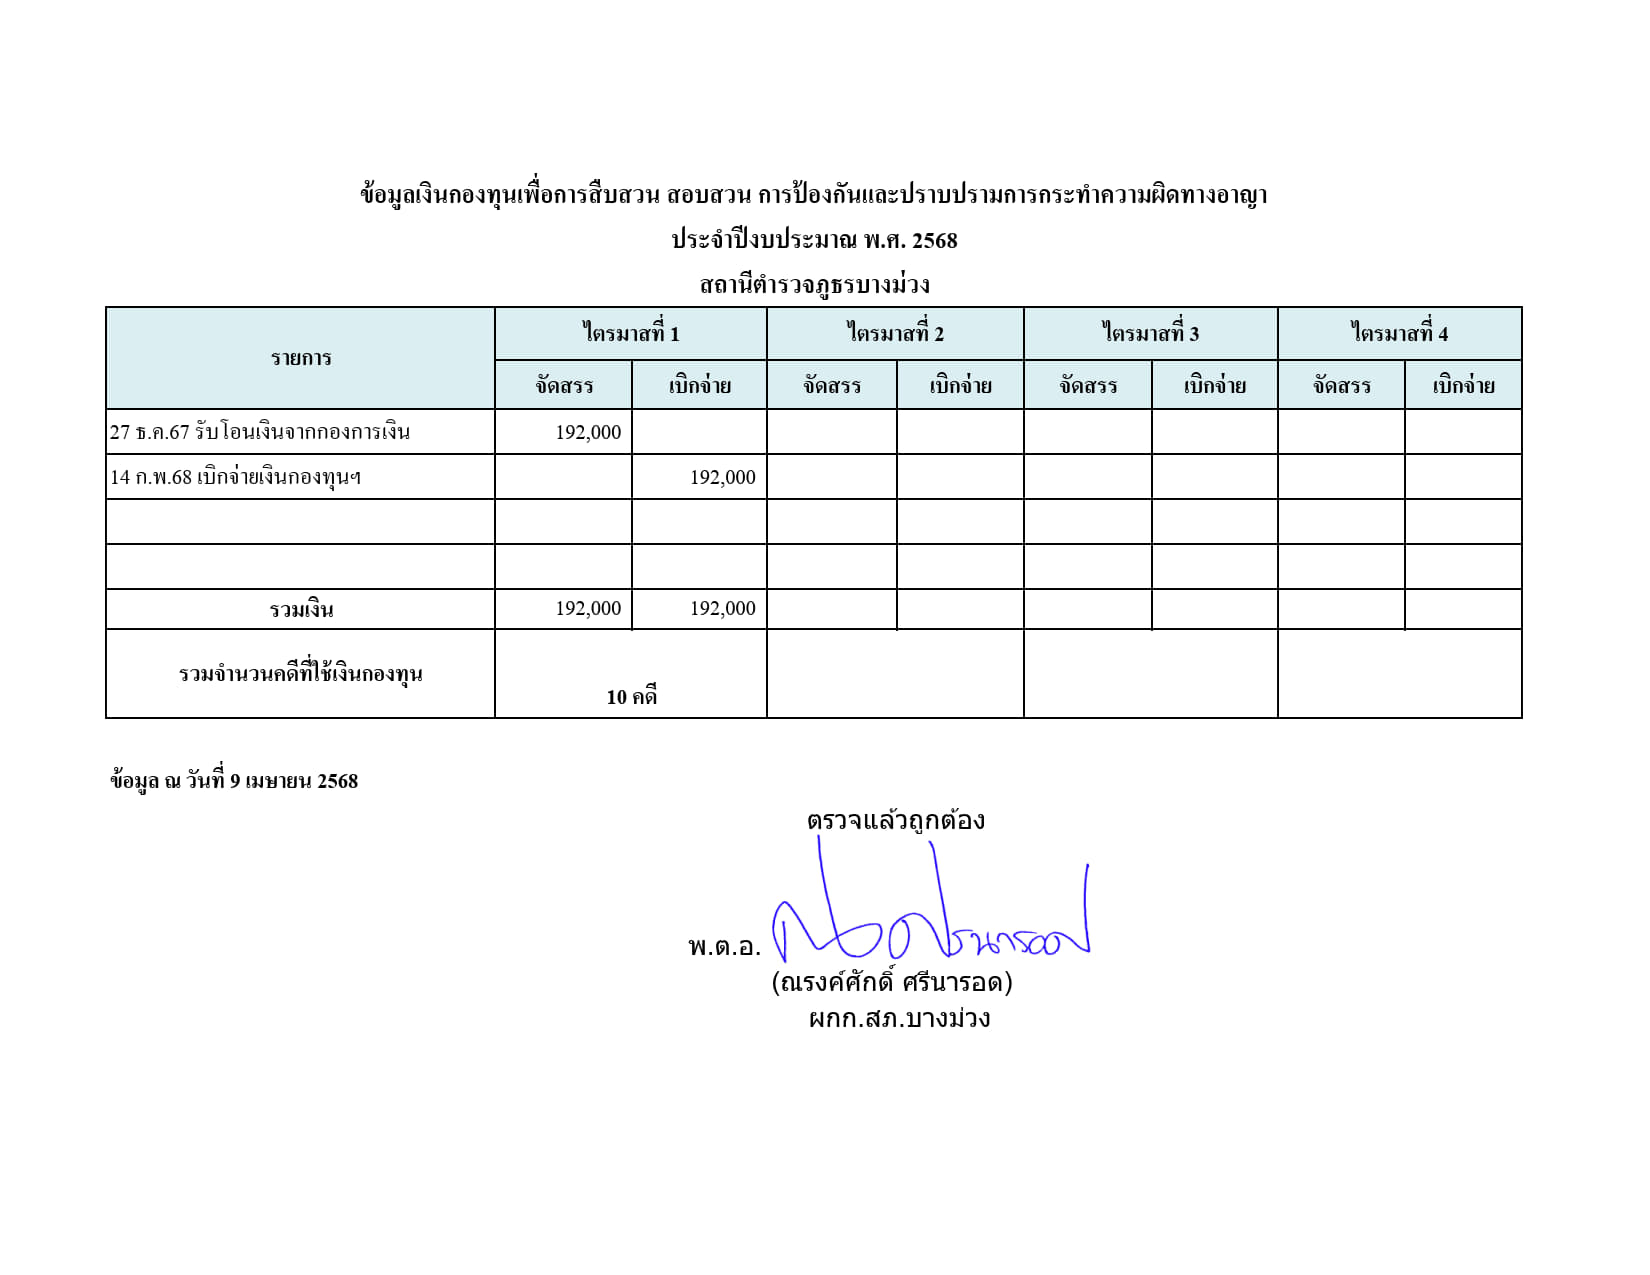 ข้อมูลเงินกองทุนเพื่อการสืบสวน สอบสวน การป้องกันและปราบปรามการกระทำความผิดทางอาญา
ประจำปีงบประมาณ พ.ศ. 2568
สถานีตำรวจภูธรบางม่วง
รายการ ไตรมาสที่ 1 ไตรมาสที่ 2 ไตรมาสที่ 3 ไตรมาสที่ 4
จัดสรร เบิกจ่าย จัดสรร เบิกจ่าย จัดสรร เบิกจ่าย จัดสรร เบิกจ่าย
27 ธ.ค.67 รับโอนเงินจากกองการเงิน 192,000
14 ก.พ.68 เบิกจ่ายเงินกองทุนฯ 192,000
รวมเงิน 192,000 192,000
รวมจำนวนคดีที่ใช้เงินกองทุน 10 คดี
ข้อมูล ณ วันที่ 9 เมษายน 2568
ตรวจแล้วถูกต้อง
พ.ต.อ.
(ณรงค์ศักดิ์ ศรีนารอด)
ผกก.สภ.บางม่วง